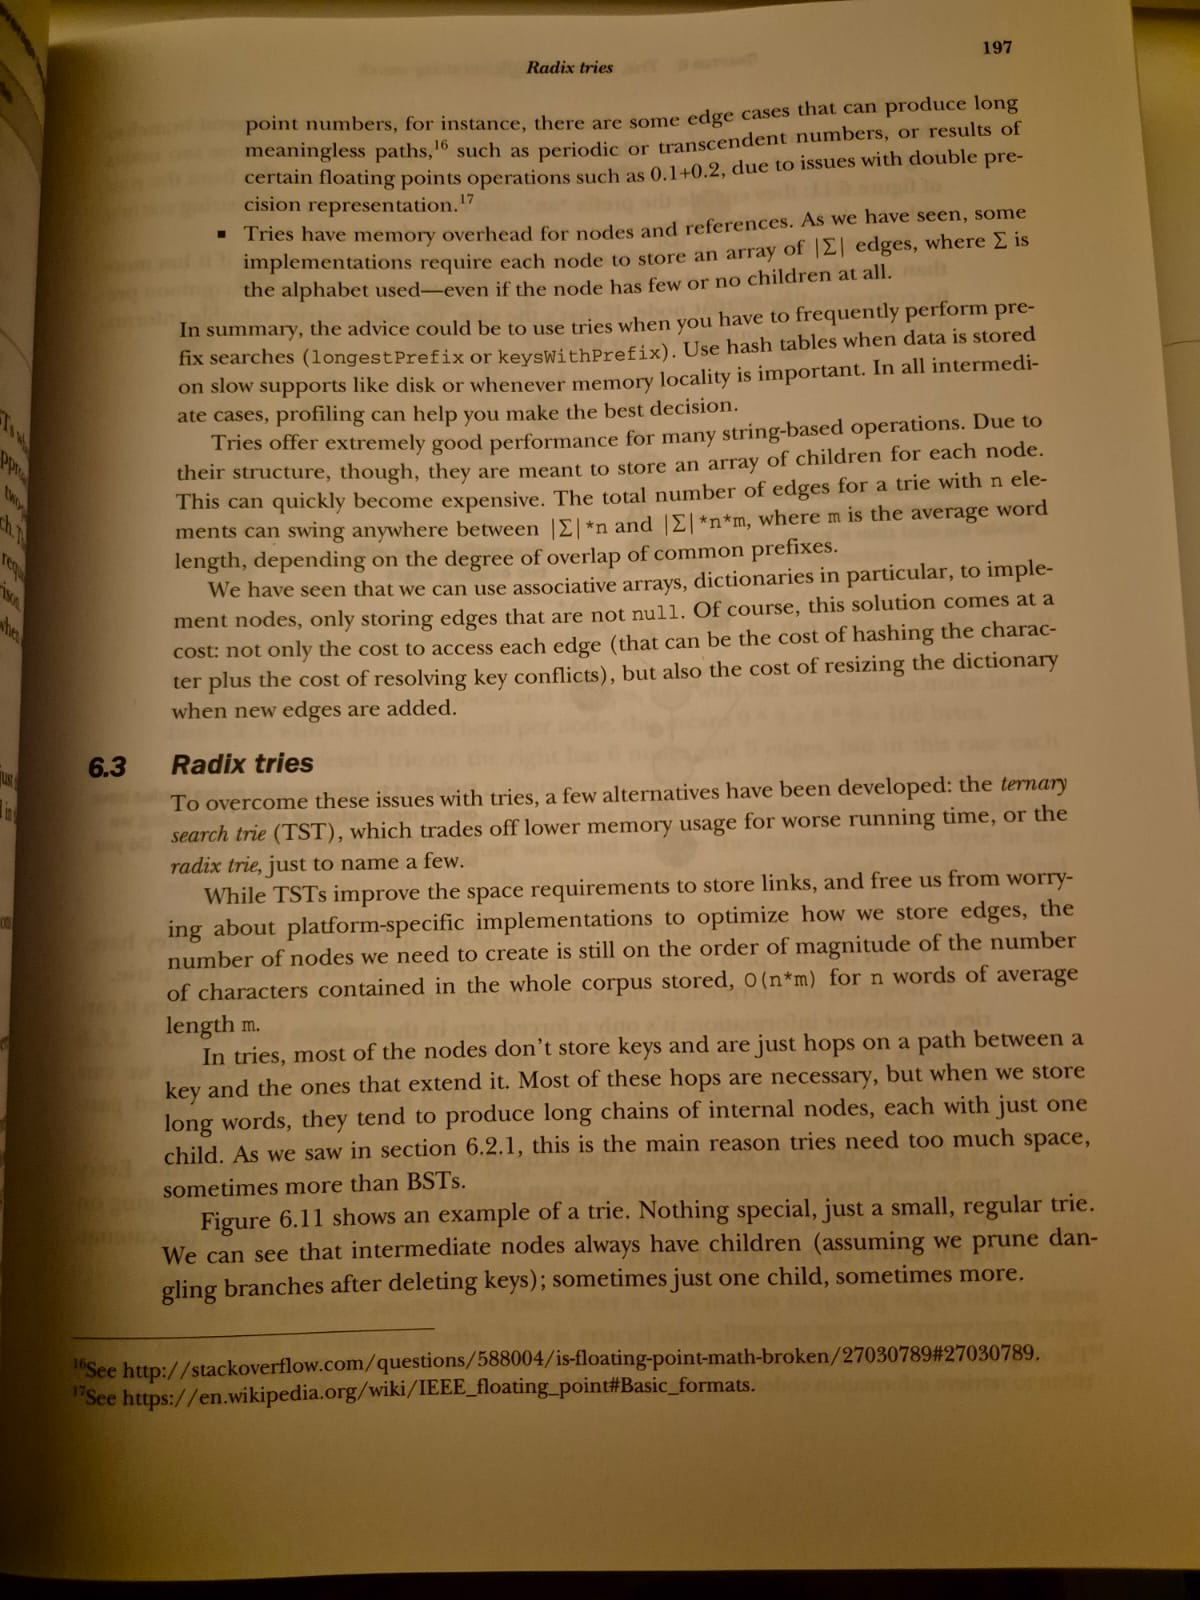 Radix tries
197
point numbers, for instance, there are some edge cases that can produce long
meaningless paths,16 such as periodic or transcendent numbers, or results of
certain floating points operations such as 0.1+0.2, due to issues with double pre-
cision representation.17
▪ Tries have memory overhead for nodes and references. As we have seen, some
implementations require each node to store an array of |Σ| edges, where Σ is
the alphabet used—even if the node has few or no children at all.
In summary, the advice could be to use tries when you have to frequently perform pre-
fix searches (longestPrefix or keysWithPrefix). Use hash tables when data is stored
on slow supports like disk or whenever memory locality is important. In all intermedi-
ate cases, profiling can help you make the best decision.
Tries offer extremely good performance for many string-based operations. Due to
their structure, though, they are meant to store an array of children for each node.
This can quickly become expensive. The total number of edges for a trie with n ele-
ments can swing anywhere between |Σ|*n and |Σ|*n*m, where m is the average word
length, depending on the degree of overlap of common prefixes.
We have seen that we can use associative arrays, dictionaries in particular, to imple-
ment nodes, only storing edges that are not null. Of course, this solution comes at a
cost: not only the cost to access each edge (that can be the cost of hashing the charac-
ter plus the cost of resolving key conflicts), but also the cost of resizing the dictionary
when new edges are added.
6.3 Radix tries
To overcome these issues with tries, a few alternatives have been developed: the ternary
search trie (TST), which trades off lower memory usage for worse running time, or the
radix trie, just to name a few.
While TSTs improve the space requirements to store links, and free us from worry-
ing about platform-specific implementations to optimize how we store edges, the
number of nodes we need to create is still on the order of magnitude of the number
of characters contained in the whole corpus stored, O(n*m) for n words of average
length m.
In tries, most of the nodes don't store keys and are just hops on a path between a
key and the ones that extend it. Most of these hops are necessary, but when we store
long words, they tend to produce long chains of internal nodes, each with just one
child. As we saw in section 6.2.1, this is the main reason tries need too much space,
sometimes more than BSTs.
Figure 6.11 shows an example of a trie. Nothing special, just a small, regular trie.
We can see that intermediate nodes always have children (assuming we prune dan-
gling branches after deleting keys); sometimes just one child, sometimes more.
16See http://stackoverflow.com/questions/588004/is-floating-point-math-broken/27030789#27030789.
17See https://en.wikipedia.org/wiki/IEEE_floating_point#Basic_formats.